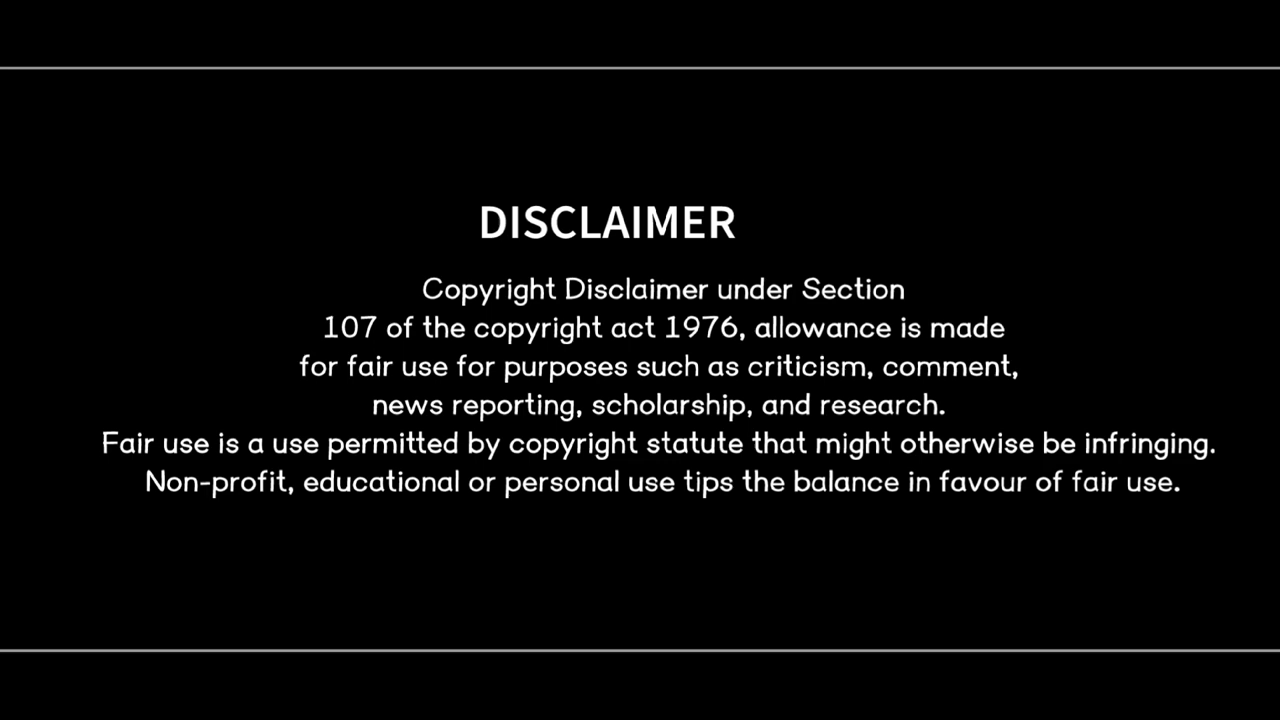 DISCLAIMER
Copyright Disclaimer under Section
107 of the copyright act 1976, allowance is made
for fair use for purposes such as criticism, comment,
news reporting, scholarship, and research.
Fair use is a use permitted by copyright statute that might otherwise be infringing.
Non-profit, educational or personal use tips the balance in favour of fair use.